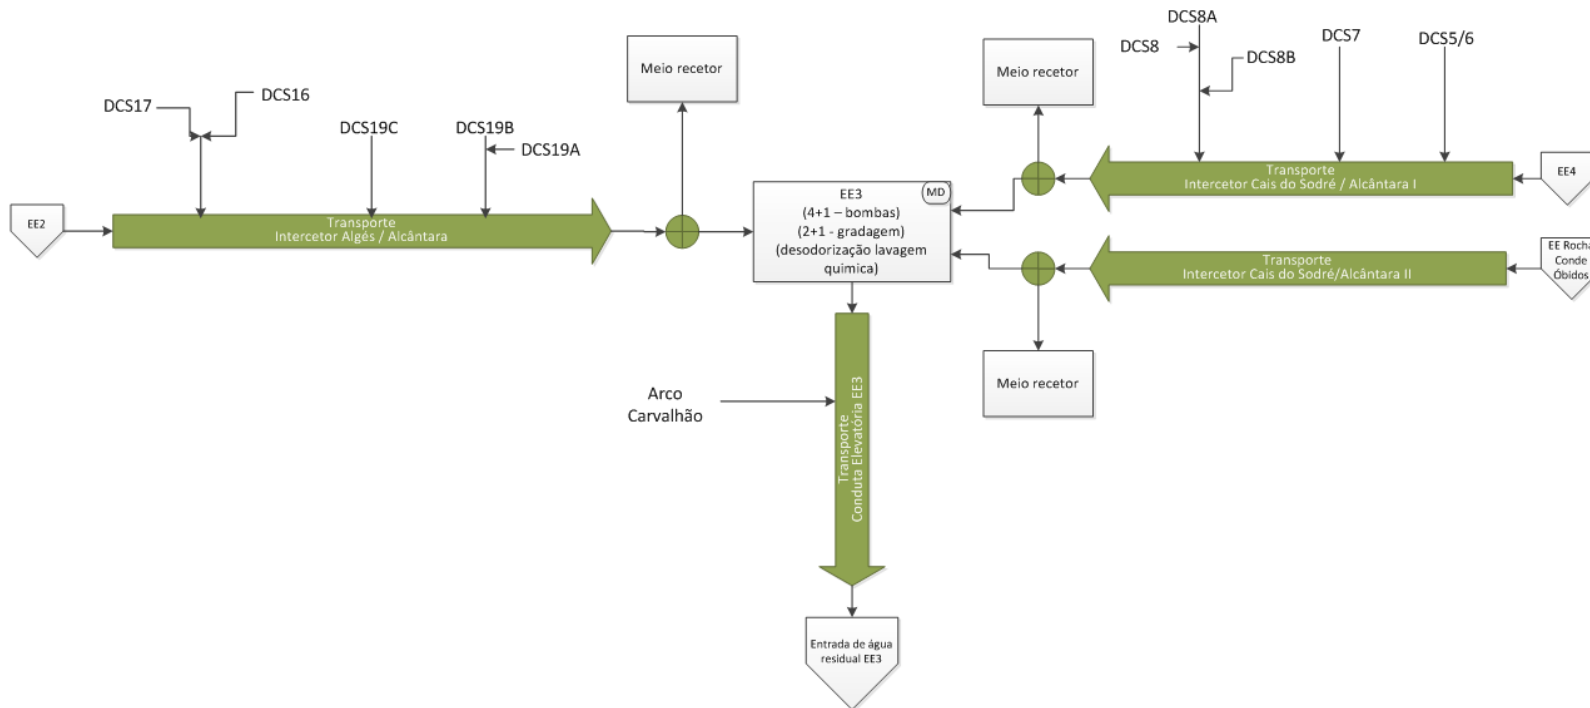 DCS8A
DCS8
DCS8B
DCS7
DCS5/6
Meio recetor
Meio recetor
DCS17
DCS16
DCS19C
DCS19B
DCS19A
EE2
Transporte
Intercetor Algés / Alcântara
EE3
MD
(4+1 – bombas)
(2+1 - gradagem)
(desodorização lavagem
quimica)
Transporte
Intercetor Cais do Sodré / Alcântara I
EE4
Transporte
Intercetor Cais do Sodré/Alcântara II
EE Rocha
Conde
Óbidos
Meio recetor
Arco
Carvalhão
Transporte
Conduta Elevatória EE3
Entrada de água
residual EE3